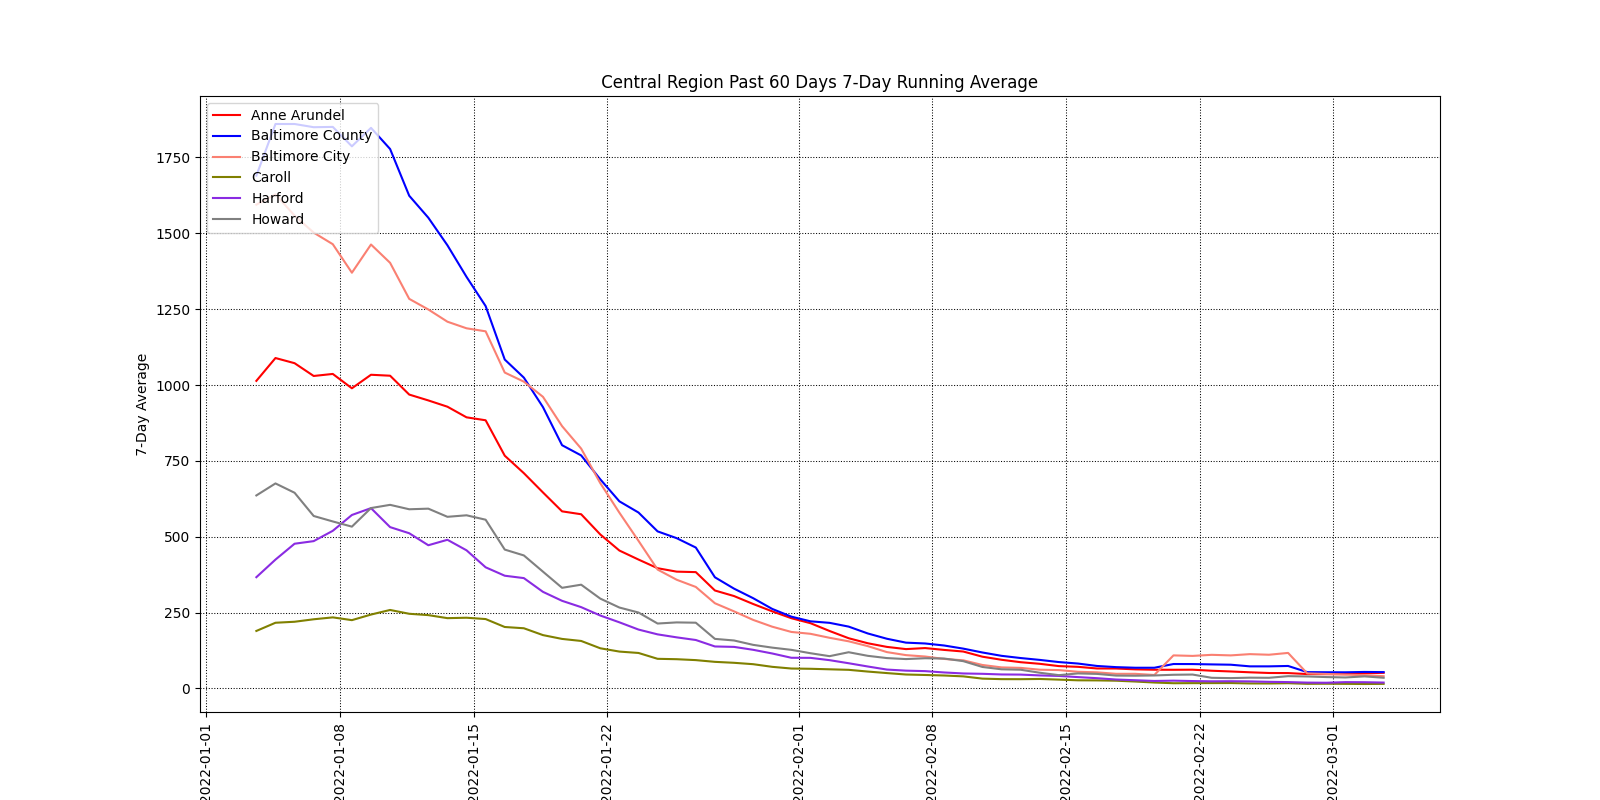 Central Region Past 60 Days 7-Day Running Average
Anne Arundel
Baltimore County
Baltimore City
Caroll
Harford
Howard
1750
1500
1250
1000
750
500
250
0
7-Day Average
2022-01-01
2022-01-08
2022-01-15
2022-01-22
2022-02-01
2022-02-08
2022-02-15
2022-02-22
2022-03-01